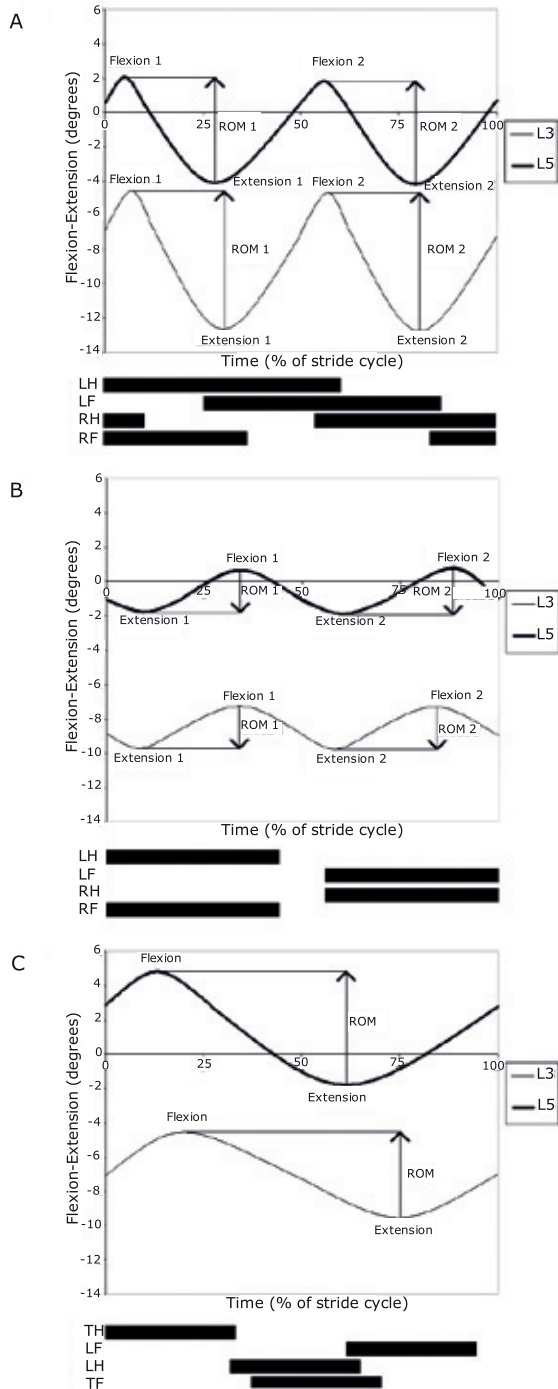 A
Flexion-Extension (degrees)
6
4
2
0
-2
-4
-6
-8
-10
-12
-14
Flexion 1
Flexion 2
25
50
75
100
ROM 1
ROM 2
Extension 1
Extension 2
Flexion 1
Flexion 2
ROM 1
ROM 2
Extension 1
Extension 2
L3
L5
Time (% of stride cycle)
LH
LF
RH
RF
B
Flexion-Extension (degrees)
6
4
2
0
-2
-4
-6
-8
-10
-12
-14
Flexion 1
Flexion 2
25
50
75
100
ROM 1
ROM 2
Extension 1
Extension 2
Flexion 1
Flexion 2
ROM 1
ROM 2
Extension 1
Extension 2
L3
L5
Time (% of stride cycle)
LH
LF
RH
RF
C
Flexion-Extension (degrees)
6
4
2
0
-2
-4
-6
-8
-10
-12
-14
Flexion
ROM
0
25
50
75
100
Extension
Flexion
ROM
Extension
L3
L5
Time (% of stride cycle)
TH
LF
LH
TF